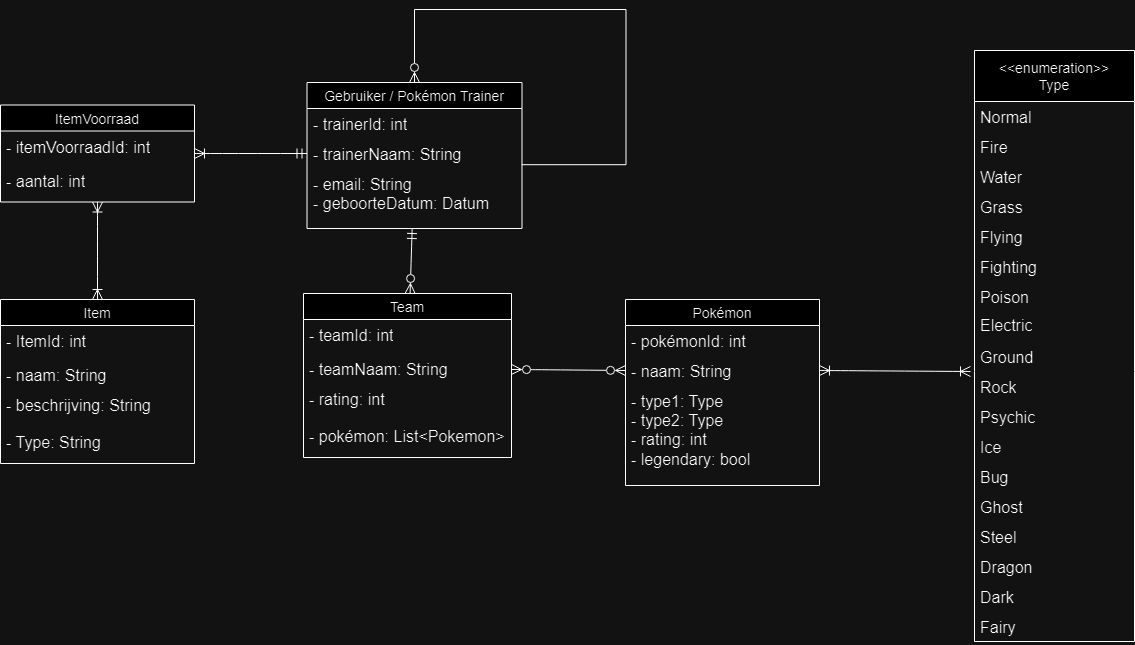 Gebruiker / Pokémon Trainer
- trainerId: int
- trainerNaam: String
- email: String
- geboorteDatum: Datum
ItemVoorraad
- itemVoorraadId: int
- aantal: int
Item
- ItemId: int
- naam: String
- beschrijving: String
- Type: String
Team
- teamId: int
- teamNaam: String
- rating: int
- pokémon: List<Pokemon>
Pokémon
- pokémonId: int
- naam: String
- type1: Type
- type2: Type
- rating: int
- legendary: bool
<<enumeration>>
Type
Normal
Fire
Water
Grass
Flying
Fighting
Poison
Electric
Ground
Rock
Psychic
Ice
Bug
Ghost
Steel
Dragon
Dark
Fairy